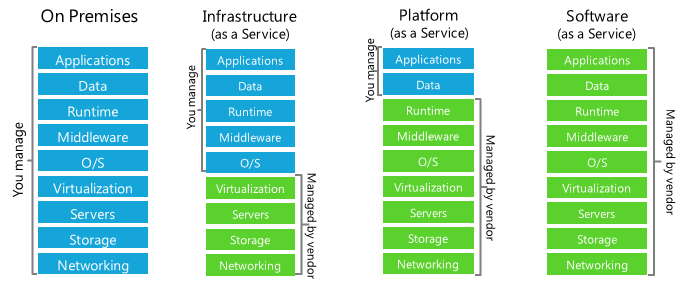 On Premises
You manage
Applications
Data
Runtime
Middleware
O/S
Virtualization
Servers
Storage
Networking
Infrastructure
(as a Service)
You manage
Applications
Data
Runtime
Middleware
O/S
Virtualization
Servers
Storage
Networking
Managed by vendor
Platform
(as a Service)
You manage
Applications
Data
Runtime
Middleware
O/S
Virtualization
Servers
Storage
Networking
Managed by vendor
Software
(as a Service)
Applications
Data
Runtime
Middleware
O/S
Virtualization
Servers
Storage
Networking
Managed by vendor